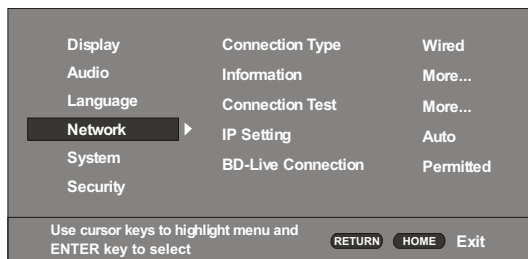 Display
Audio
Language
Network
System
Security
Connection Type Wired
Information More...
Connection Test More...
IP Setting Auto
BD-Live Connection Permitted
Use cursor keys to highlight menu and
ENTER key to select
RETURN HOME Exit